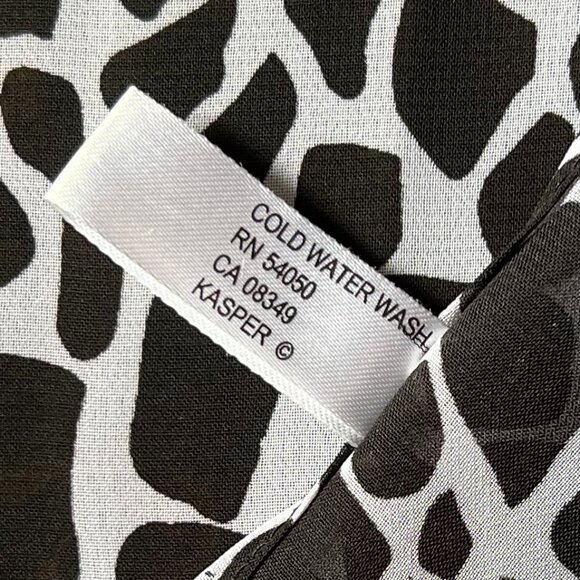 COLD WATER WASH
RN 54050
CA 08349
KASPER ©